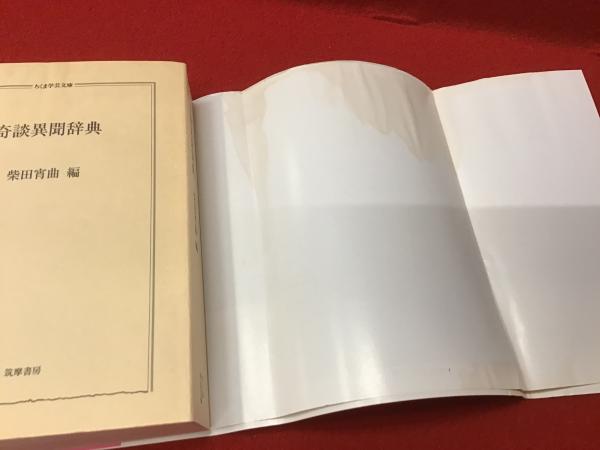 ちくま学芸文庫
奇談異聞辞典
柴田宵曲 編
筑摩書房